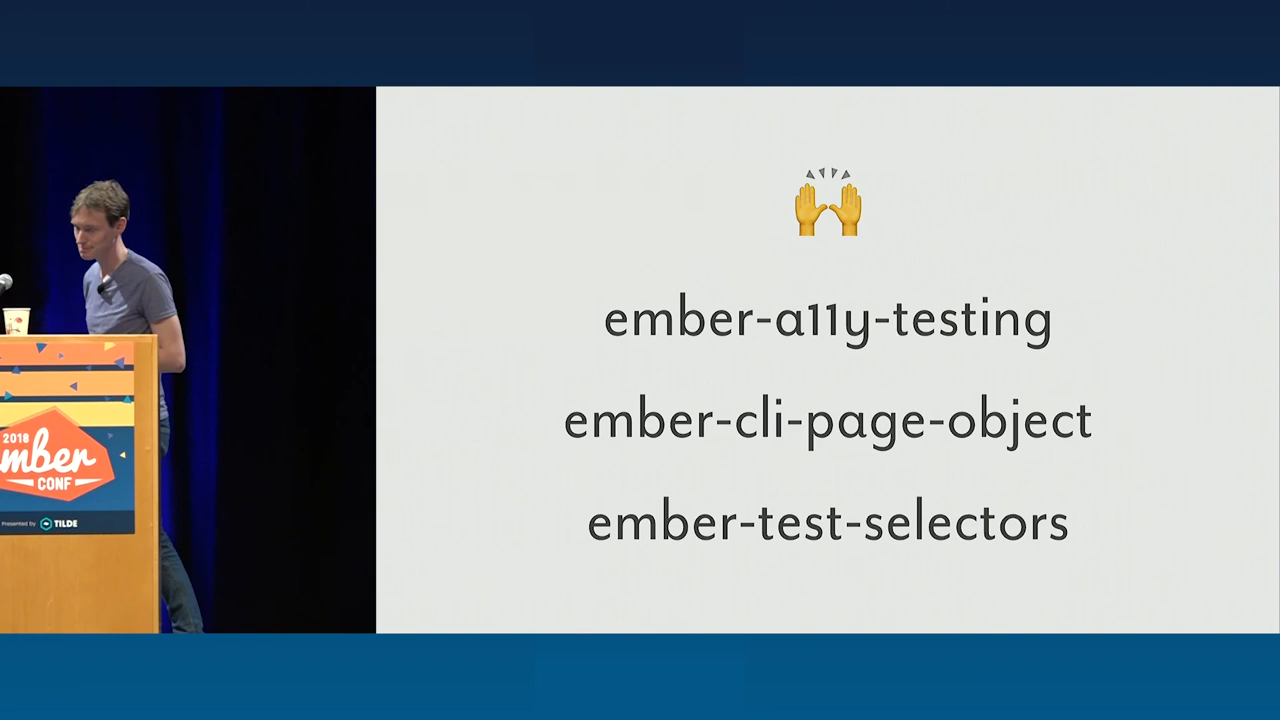 ember-a11y-testing
ember-cli-page-object
ember-test-selectors
2018
mber
CONF
Presented by TILDE